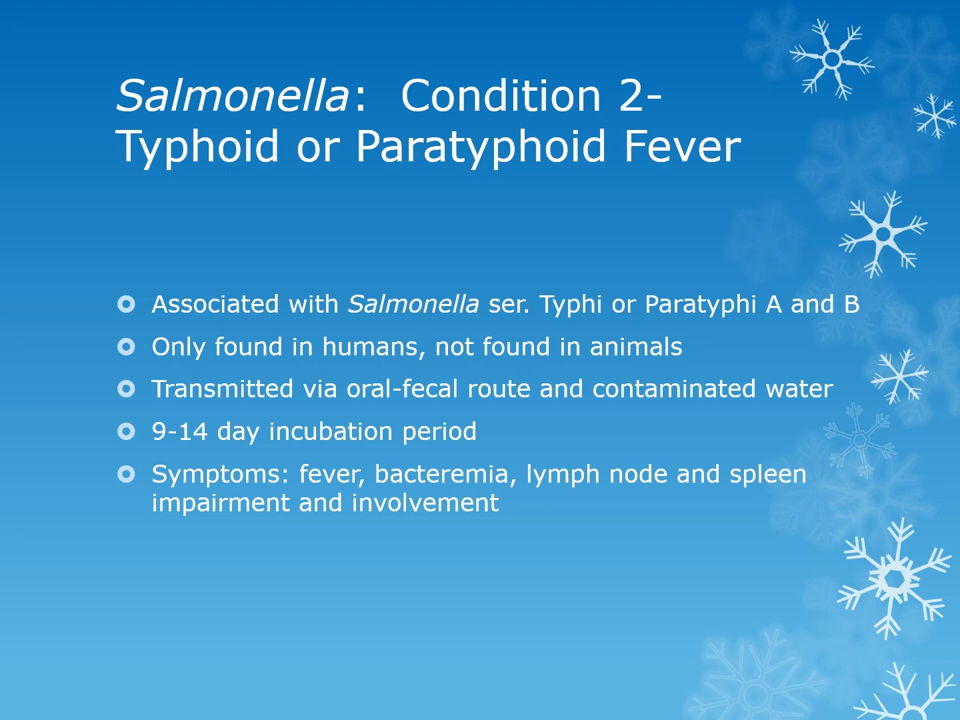 Salmonella:  Condition 2-
Typhoid or Paratyphoid Fever
Associated with Salmonella ser. Typhi or Paratyphi A and B
Only found in humans, not found in animals
Transmitted via oral-fecal route and contaminated water
9-14 day incubation period
Symptoms: fever, bacteremia, lymph node and spleen
impairment and involvement